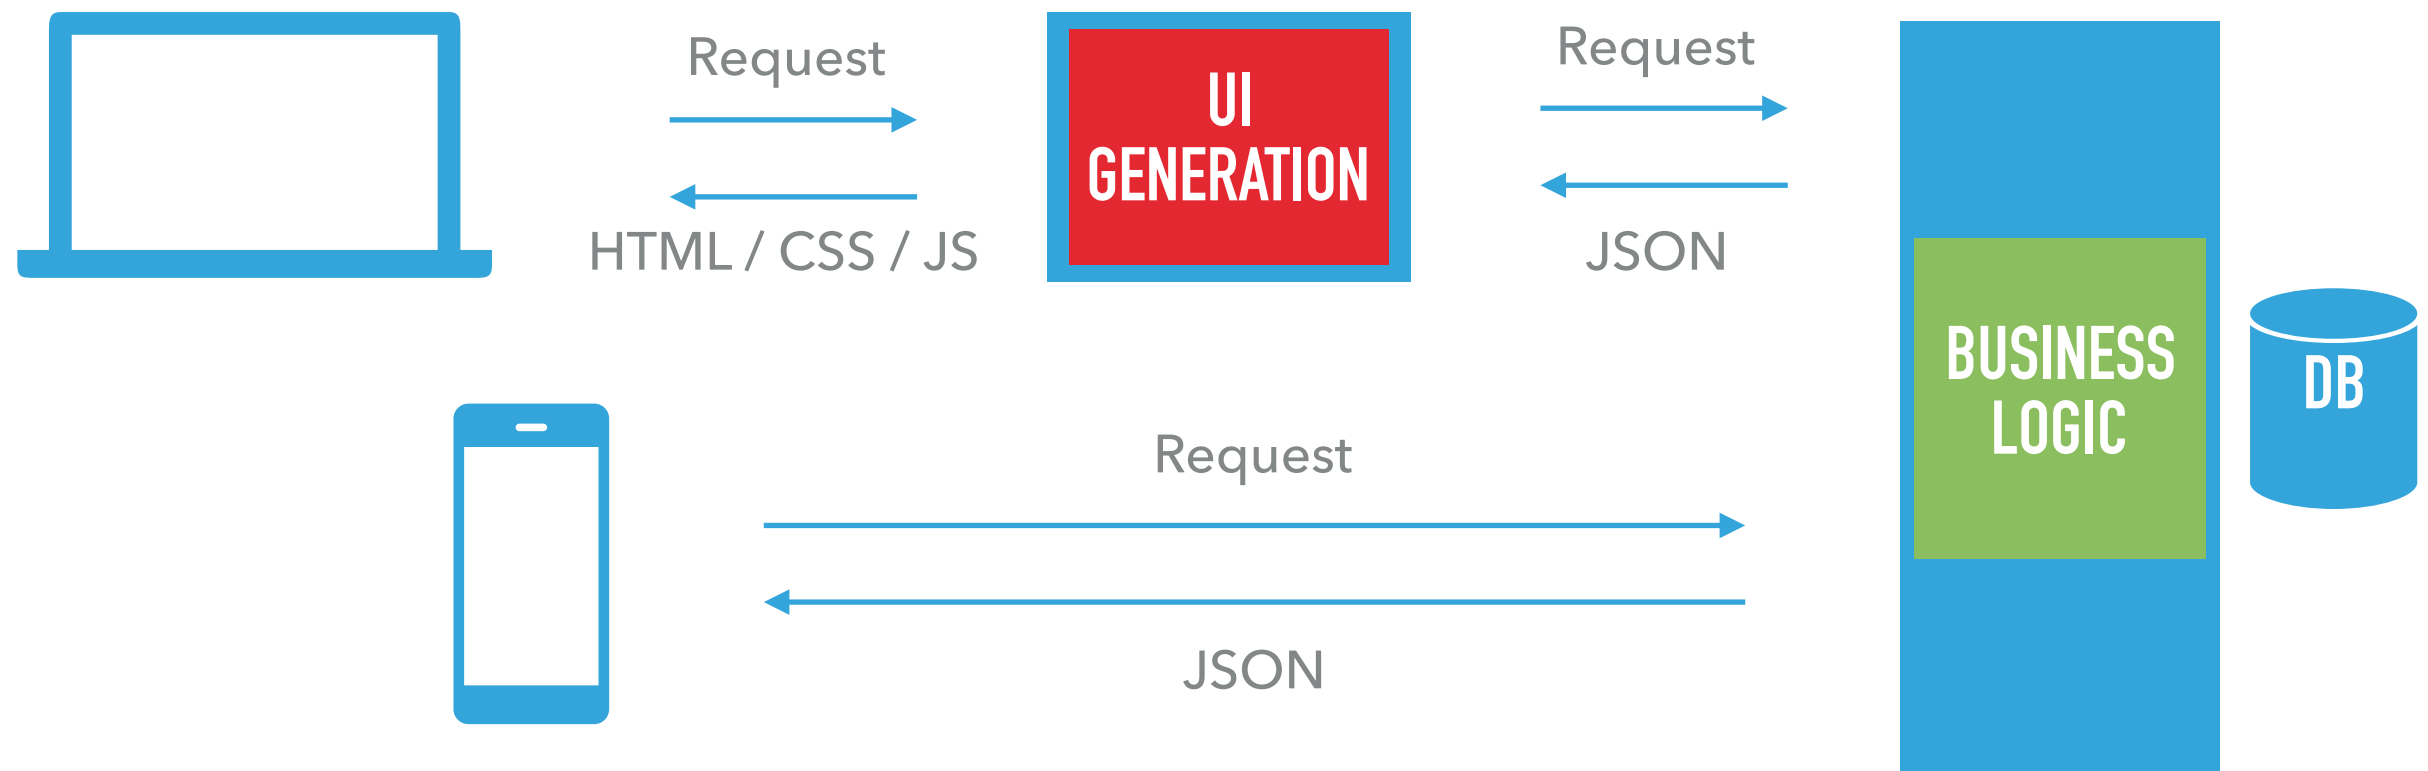 Request
HTML / CSS / JS
UI
GENERATION
Request
JSON
BUSINESS
LOGIC
DB
Request
JSON